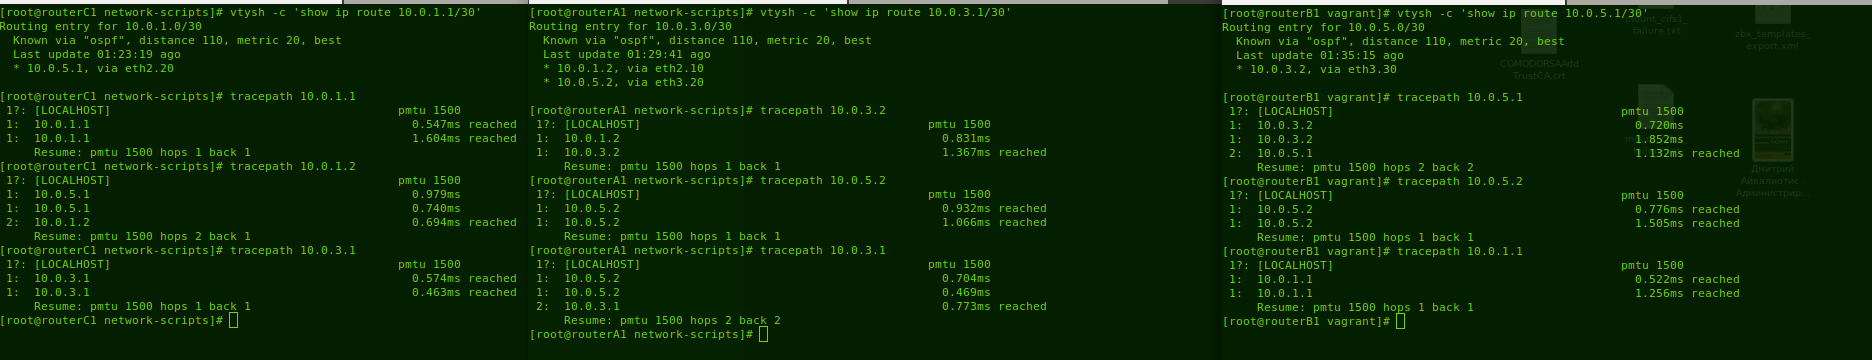 [root@routerC1 network-scripts]# vtysh -c 'show ip route 10.0.1.1/30'
Routing entry for 10.0.1.0/30
  Known via "ospf", distance 110, metric 20, best
  Last update 01:23:19 ago
  * 10.0.5.1, via eth2.20
[root@routerC1 network-scripts]# tracepath 10.0.1.1
 1?: [LOCALHOST]                                         pmtu 1500
 1:  10.0.1.1                                              0.547ms reached
 1:  10.0.1.1                                              1.604ms reached
     Resume: pmtu 1500 hops 1 back 1
[root@routerC1 network-scripts]# tracepath 10.0.1.2
 1?: [LOCALHOST]                                         pmtu 1500
 1:  10.0.5.1                                              0.979ms
 1:  10.0.5.1                                              0.740ms
 2:  10.0.1.2                                              0.694ms reached
     Resume: pmtu 1500 hops 2 back 1
[root@routerC1 network-scripts]# tracepath 10.0.3.1
 1?: [LOCALHOST]                                         pmtu 1500
 1:  10.0.3.1                                              0.574ms reached
 1:  10.0.3.1                                              0.463ms reached
     Resume: pmtu 1500 hops 1 back 1
[root@routerC1 network-scripts]#
[root@routerA1 network-scripts]# vtysh -c 'show ip route 10.0.3.1/30'
Routing entry for 10.0.3.0/30
  Known via "ospf", distance 110, metric 20, best
  Last update 01:29:41 ago
  * 10.0.1.2, via eth2.10
  * 10.0.5.2, via eth3.20
[root@routerA1 network-scripts]# tracepath 10.0.3.2
 1?: [LOCALHOST]                                         pmtu 1500
 1:  10.0.1.2                                              0.831ms
 1:  10.0.3.2                                              1.367ms reached
     Resume: pmtu 1500 hops 1 back 1
[root@routerA1 network-scripts]# tracepath 10.0.5.2
 1?: [LOCALHOST]                                         pmtu 1500
 1:  10.0.5.2                                              0.932ms reached
 1:  10.0.5.2                                              1.066ms reached
     Resume: pmtu 1500 hops 1 back 1
[root@routerA1 network-scripts]# tracepath 10.0.3.1
 1?: [LOCALHOST]                                         pmtu 1500
 1:  10.0.5.2                                              0.704ms
 1:  10.0.5.2                                              0.469ms
 2:  10.0.3.1                                              0.773ms reached
     Resume: pmtu 1500 hops 2 back 2
[root@routerA1 network-scripts]#
[root@routerB1 vagrant]# vtysh -c 'show ip route 10.0.5.1/30'
Routing entry for 10.0.5.0/30
  Known via "ospf", distance 110, metric 20, best
  Last update 01:35:15 ago
  * 10.0.3.2, via eth3.30
[root@routerB1 vagrant]# tracepath 10.0.5.1
 1?: [LOCALHOST]                                         pmtu 1500
 1:  10.0.3.2                                              0.720ms
 1:  10.0.3.2                                              1.852ms
 2:  10.0.5.1                                              1.132ms reached
     Resume: pmtu 1500 hops 2 back 2
[root@routerB1 vagrant]# tracepath 10.0.5.2
 1?: [LOCALHOST]                                         pmtu 1500
 1:  10.0.5.2                                              0.776ms reached
 1:  10.0.5.2                                              1.505ms reached
     Resume: pmtu 1500 hops 1 back 1
[root@routerB1 vagrant]# tracepath 10.0.1.1
 1?: [LOCALHOST]                                         pmtu 1500
 1:  10.0.1.1                                              0.522ms reached
 1:  10.0.1.1                                              1.256ms reached
     Resume: pmtu 1500 hops 1 back 1
[root@routerB1 vagrant]#
failure.txt
zbx_templates_
export.xml
COMODORSAAdd
TrustCA.crt
Дмитрий
Айвалиотис -
Администрир...